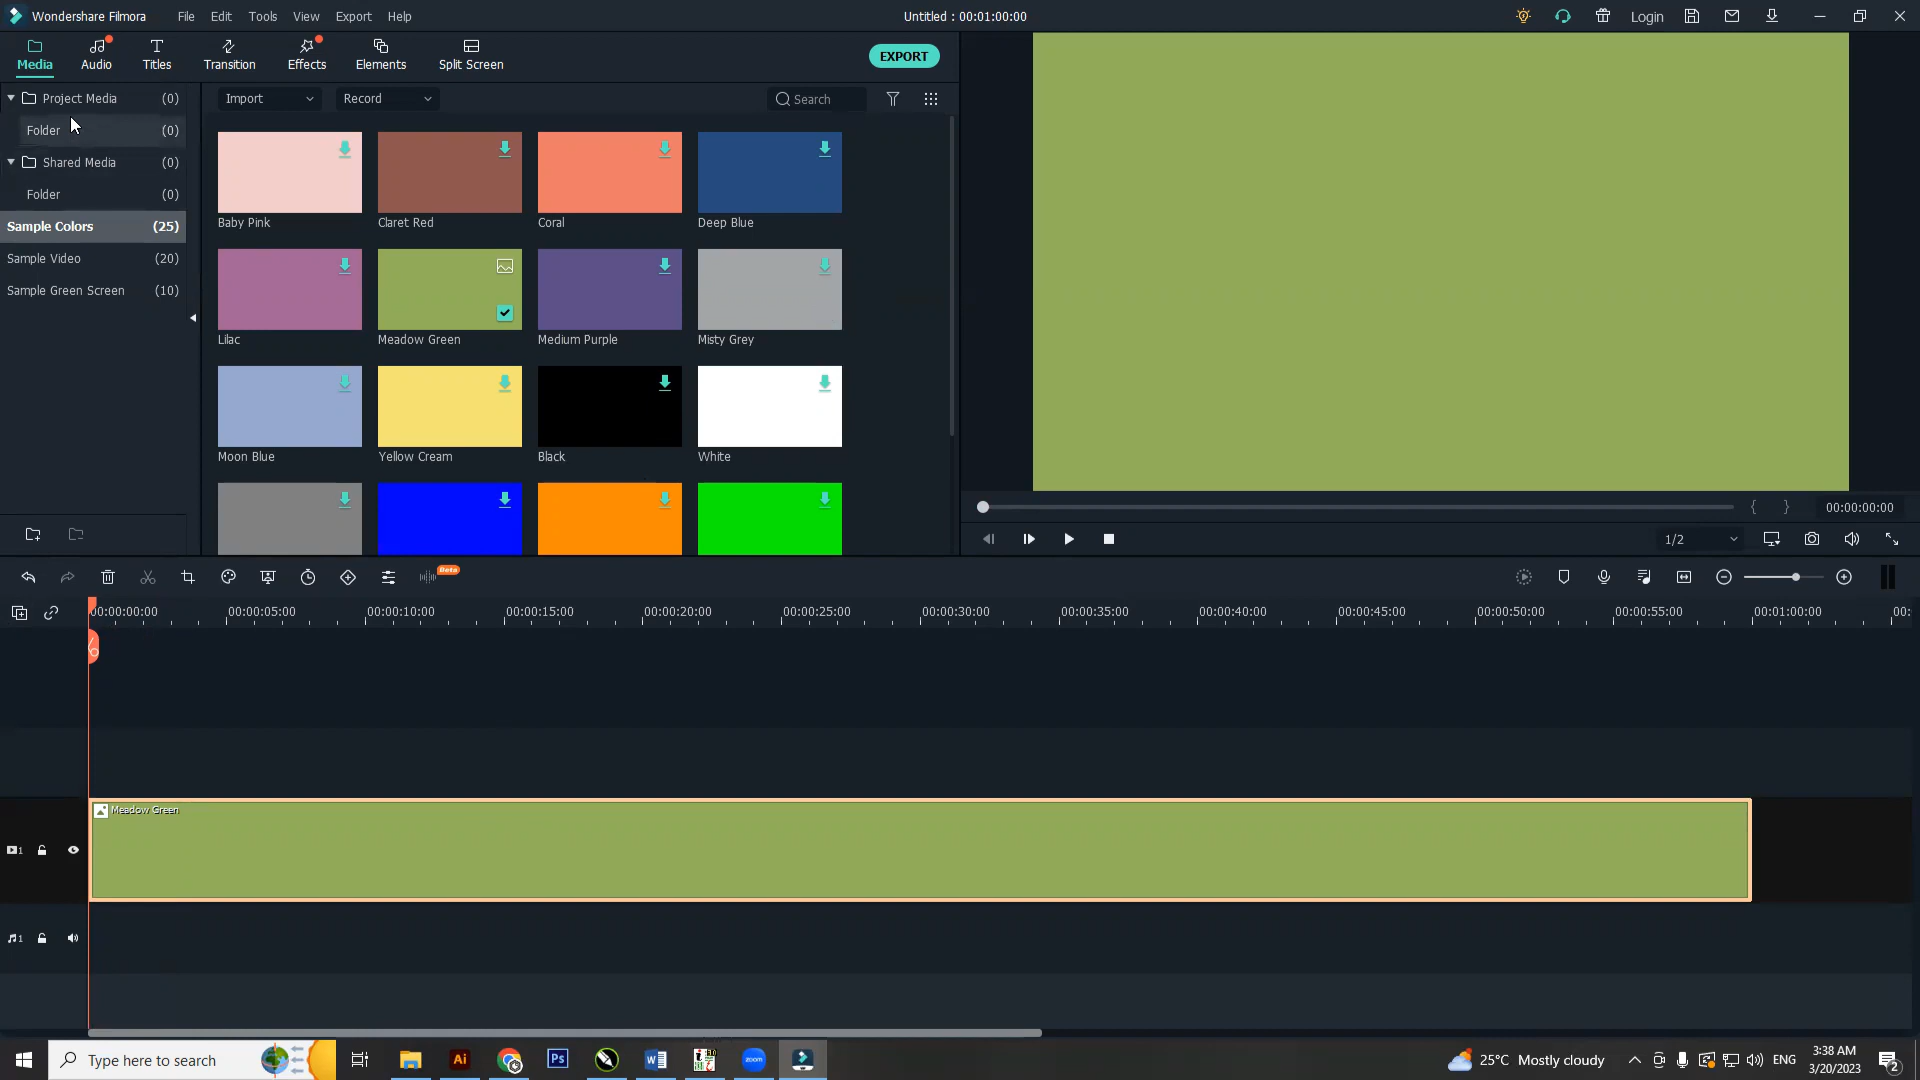 Wondershare Filmora File Edit Tools View Export Help Untitled : 00:01:00:00 Login
Media Audio Titles Transition Effects Elements Split Screen EXPORT
Project Media (0)
Folder (0)
Shared Media (0)
Folder (0)
Sample Colors (25)
Sample Video (20)
Sample Green Screen (10)
Import Record Search
Baby Pink Claret Red Coral Deep Blue
Lilac Meadow Green Medium Purple Misty Grey
Moon Blue Yellow Cream Black White
00:00:00:00
1/2
Beta
00:00:00:00 00:00:05:00 00:00:10:00 00:00:15:00 00:00:20:00 00:00:25:00 00:00:30:00 00:00:35:00 00:00:40:00 00:00:45:00 00:00:50:00 00:00:55:00 00:01:00:00 00:
Meadow Green
1
1
Type here to search Ai Ps W zoom 25°C Mostly cloudy ENG 3:38 AM
3/20/2023 2